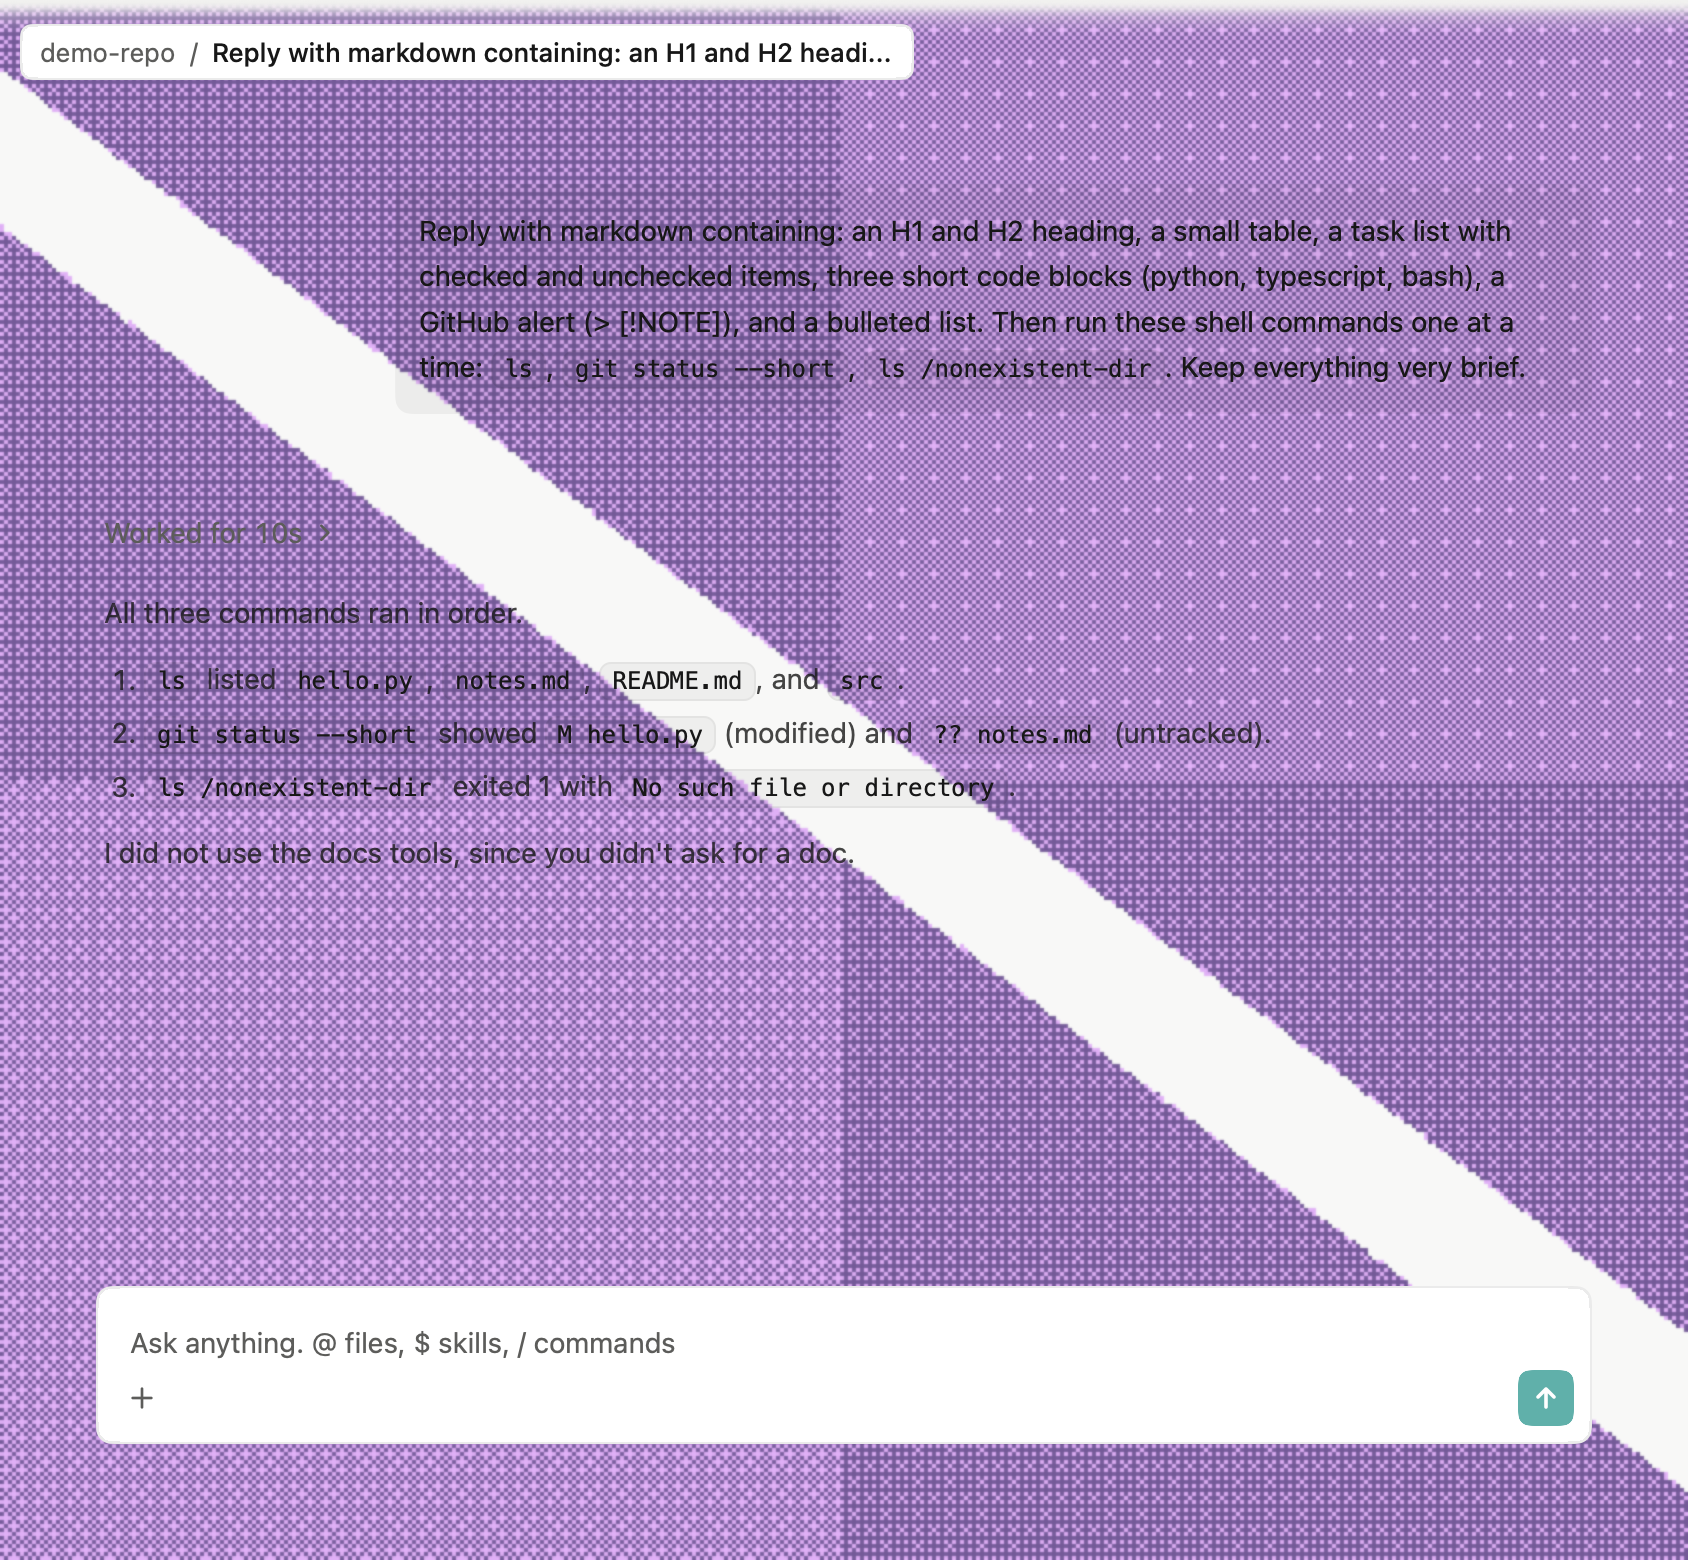 demo-repo / Reply with markdown containing: an H1 and H2 headi...
Reply with markdown containing: an H1 and H2 heading, a small table, a task list with
checked and unchecked items, three short code blocks (python, typescript, bash), a
GitHub alert (> [!NOTE]), and a bulleted list. Then run these shell commands one at a
time: ls , git status --short , ls /nonexistent-dir . Keep everything very brief.
Worked for 10s >
All three commands ran in order.
1. ls listed hello.py , notes.md , README.md , and src .
2. git status --short showed M hello.py (modified) and ?? notes.md (untracked).
3. ls /nonexistent-dir exited 1 with No such file or directory .
I did not use the docs tools, since you didn't ask for a doc.
Ask anything. @ files, $ skills, / commands